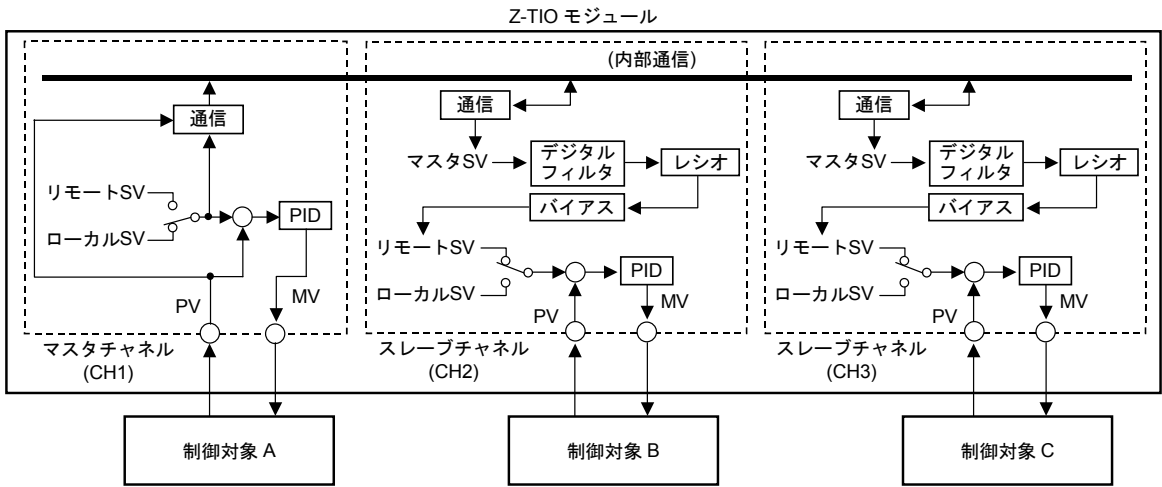 Z-TIO モジュール
(内部通信)
通信
リモートSV
ローカルSV
PID
PV
MV
マスタチャネル
(CH1)
制御対象 A
通信
マスタSV
デジタル
フィルタ
レシオ
バイアス
リモートSV
ローカルSV
PID
PV
MV
スレーブチャネル
(CH2)
制御対象 B
通信
マスタSV
デジタル
フィルタ
レシオ
バイアス
リモートSV
ローカルSV
PID
PV
MV
スレーブチャネル
(CH3)
制御対象 C